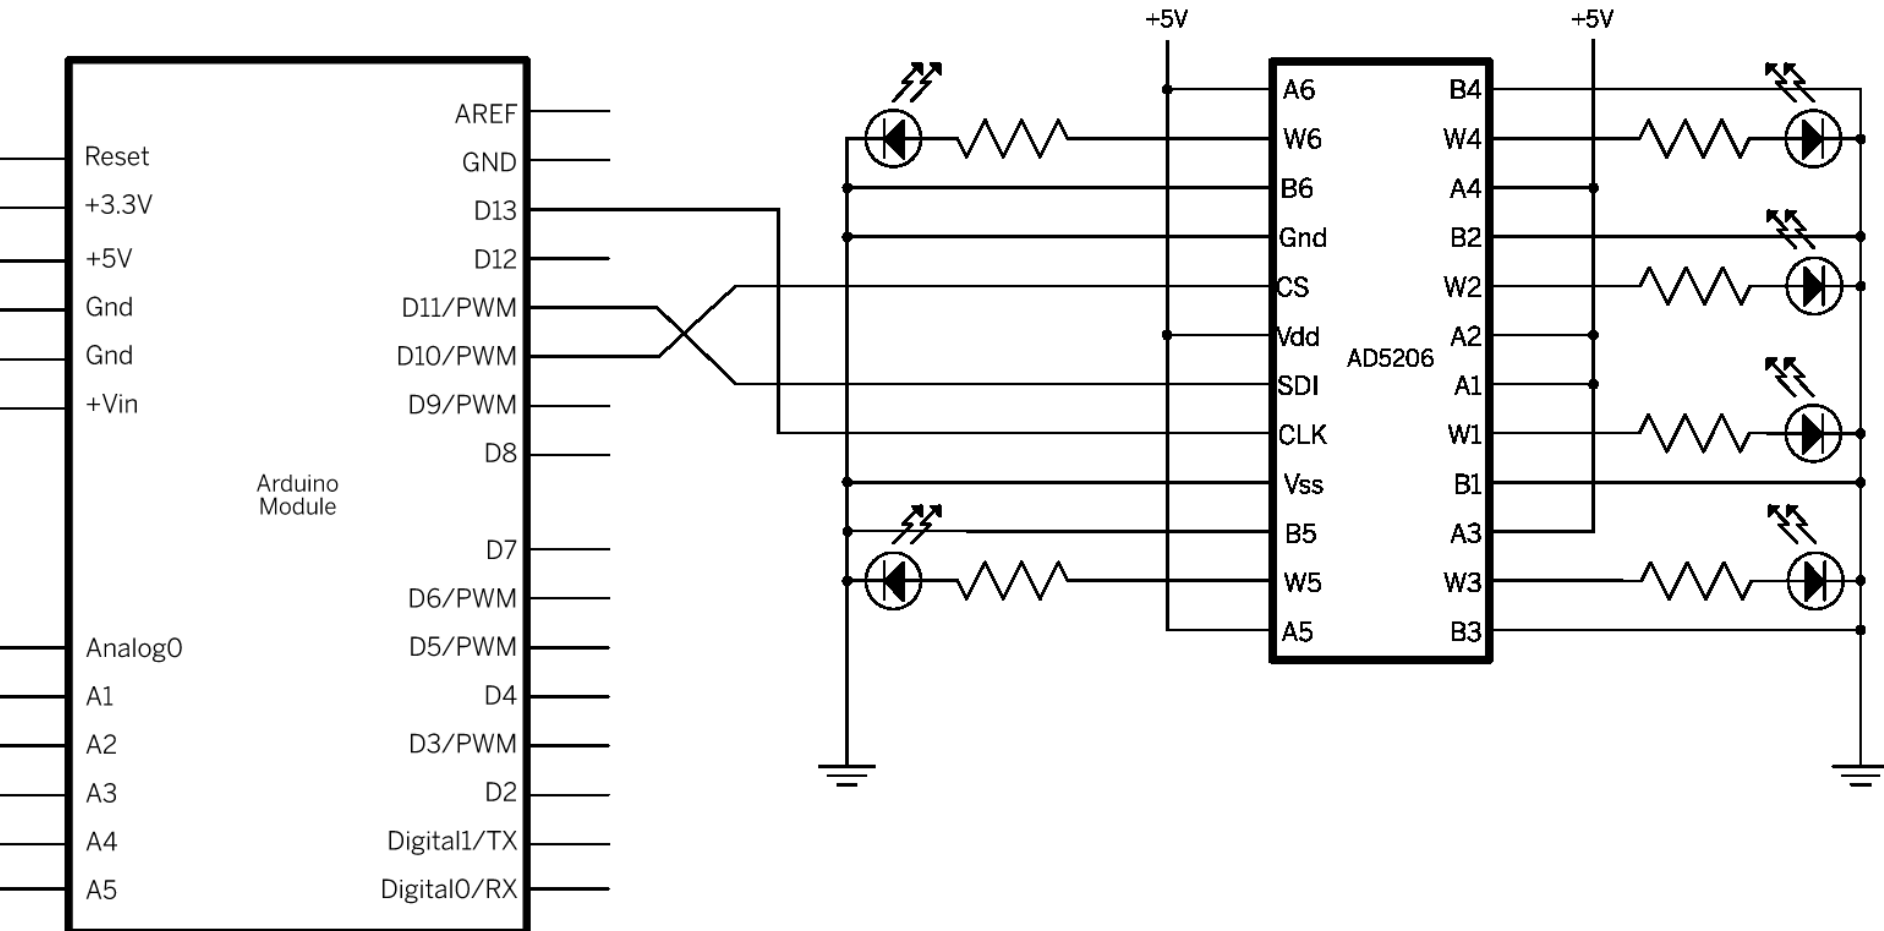 +5V
+5V
AREF
Reset
GND
+3.3V
D13
+5V
D12
Gnd
D11/PWM
Gnd
D10/PWM
+Vin
D9/PWM
D8
Arduino
Module
D7
D6/PWM
Analog0
D5/PWM
A1
D4
A2
D3/PWM
A3
D2
A4
Digital1/TX
A5
Digital0/RX
A6
W6
B6
Gnd
CS
Vdd
SDI
CLK
Vss
B5
W5
A5
AD5206
B4
W4
A4
B2
W2
A2
A1
W1
B1
A3
W3
B3